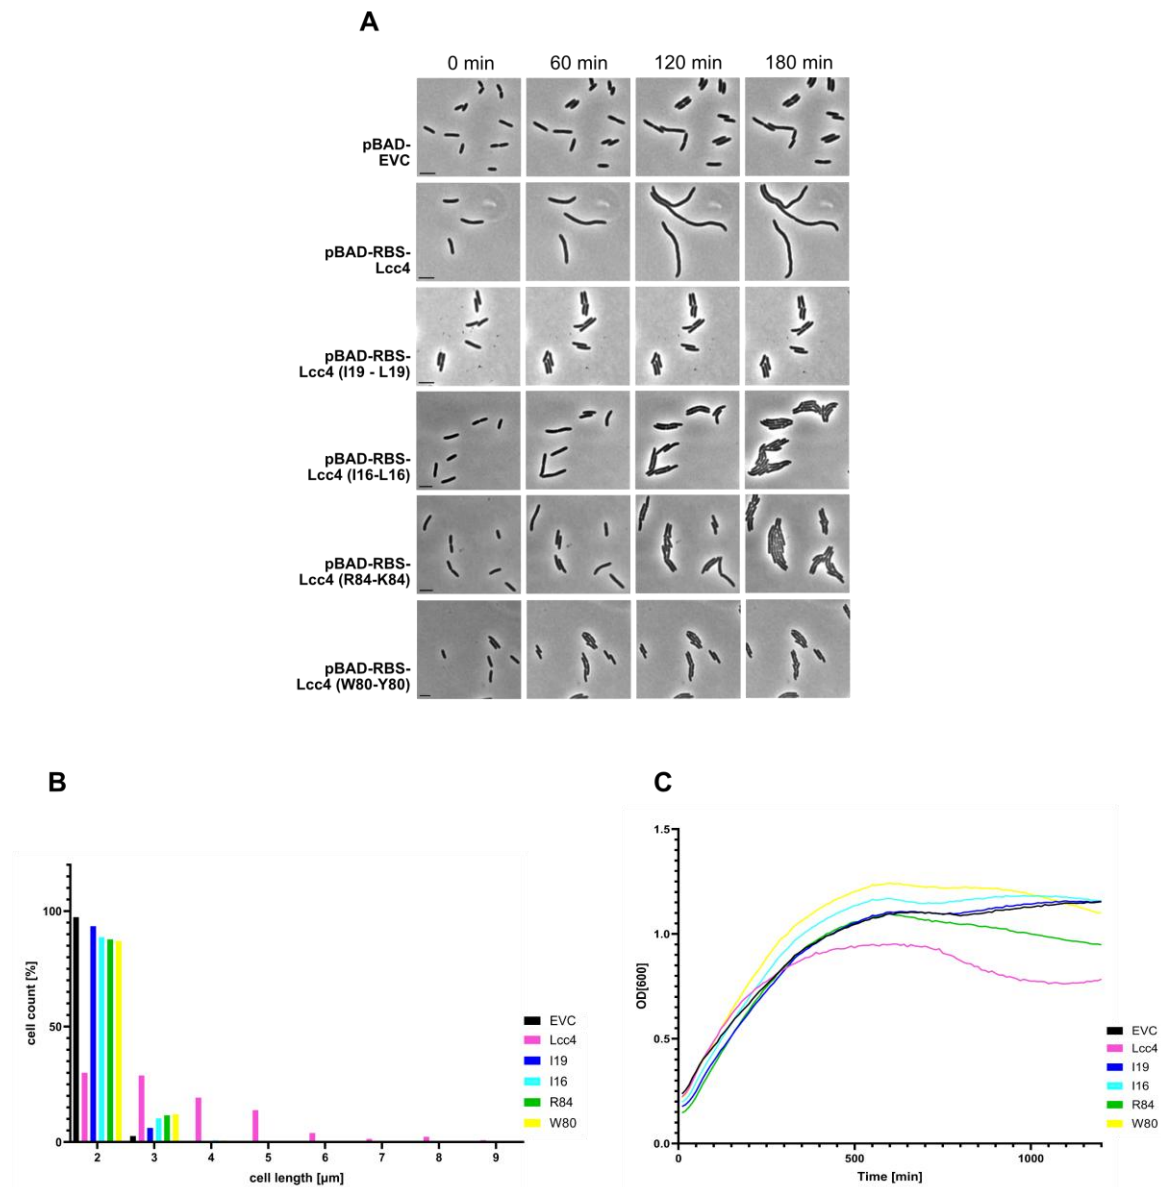 A
0 min 60 min 120 min 180 min
pBAD-
EVC
pBAD-RBS-
Lcc4
pBAD-RBS-
Lcc4 (I19 - L19)
pBAD-RBS-
Lcc4 (I16-L16)
pBAD-RBS-
Lcc4 (R84-K84)
pBAD-RBS-
Lcc4 (W80-Y80)
B
cell count [%]
100
50
0
2 3 4 5 6 7 8 9
cell length [µm]
EVC
Lcc4
I19
I16
R84
W80
C
OD[600]
1.5
1.0
0.5
0.0
0 500 1000
Time [min]
EVC
Lcc4
I19
I16
R84
W80